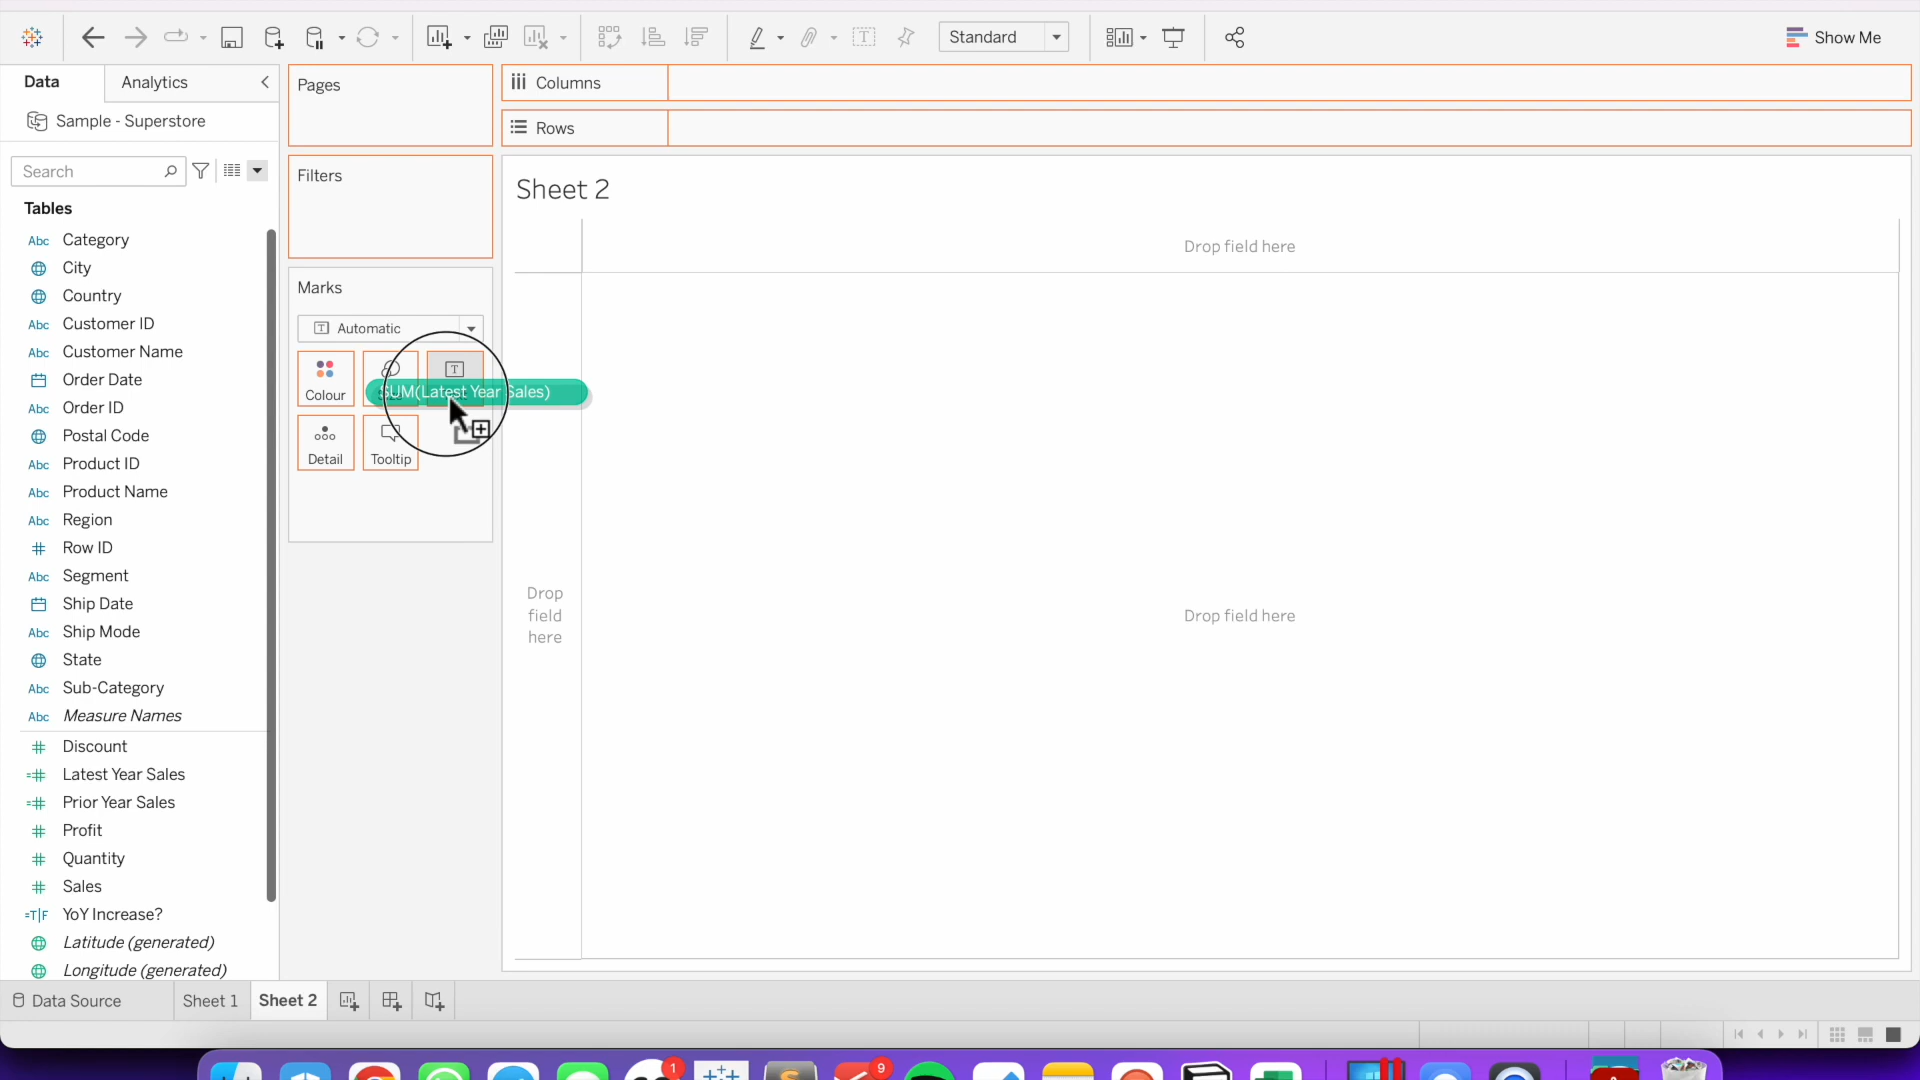 Standard
Show Me
Data
Analytics
Sample - Superstore
Search
Tables
Abc Category
City
Country
Abc Customer ID
Abc Customer Name
Order Date
Abc Order ID
Postal Code
Abc Product ID
Abc Product Name
Abc Region
# Row ID
Abc Segment
Ship Date
Abc Ship Mode
State
Abc Sub-Category
Abc Measure Names
# Discount
=# Latest Year Sales
=# Prior Year Sales
# Profit
# Quantity
# Sales
=T|F YoY Increase?
Latitude (generated)
Longitude (generated)
Pages
Filters
Marks
T Automatic
Colour
T
SUM(Latest Year Sales)
Detail
Tooltip
Columns
Rows
Sheet 2
Drop field here
Drop
field
here
Drop field here
Data Source
Sheet 1
Sheet 2
1
9